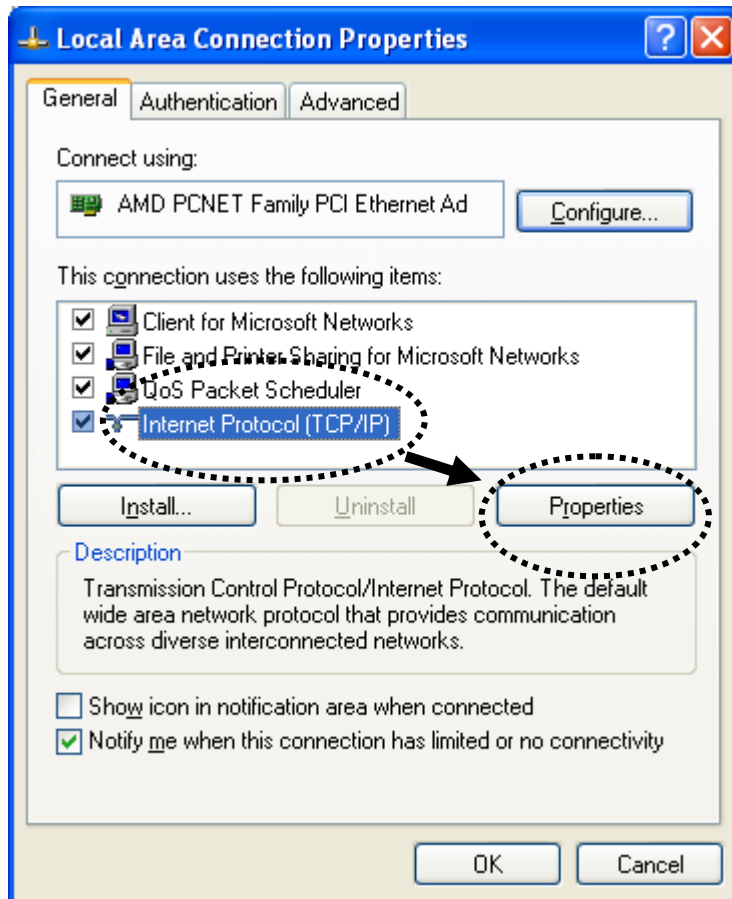 Local Area Connection Properties
General Authentication Advanced
Connect using:
AMD PCNET Family PCI Ethernet Ad Configure...
This connection uses the following items:
Client for Microsoft Networks
File and Printer Sharing for Microsoft Networks
QoS Packet Scheduler
Internet Protocol (TCP/IP)
Install... Uninstall Properties
Description
Transmission Control Protocol/Internet Protocol. The default
wide area network protocol that provides communication
across diverse interconnected networks.
Show icon in notification area when connected
Notify me when this connection has limited or no connectivity
OK Cancel